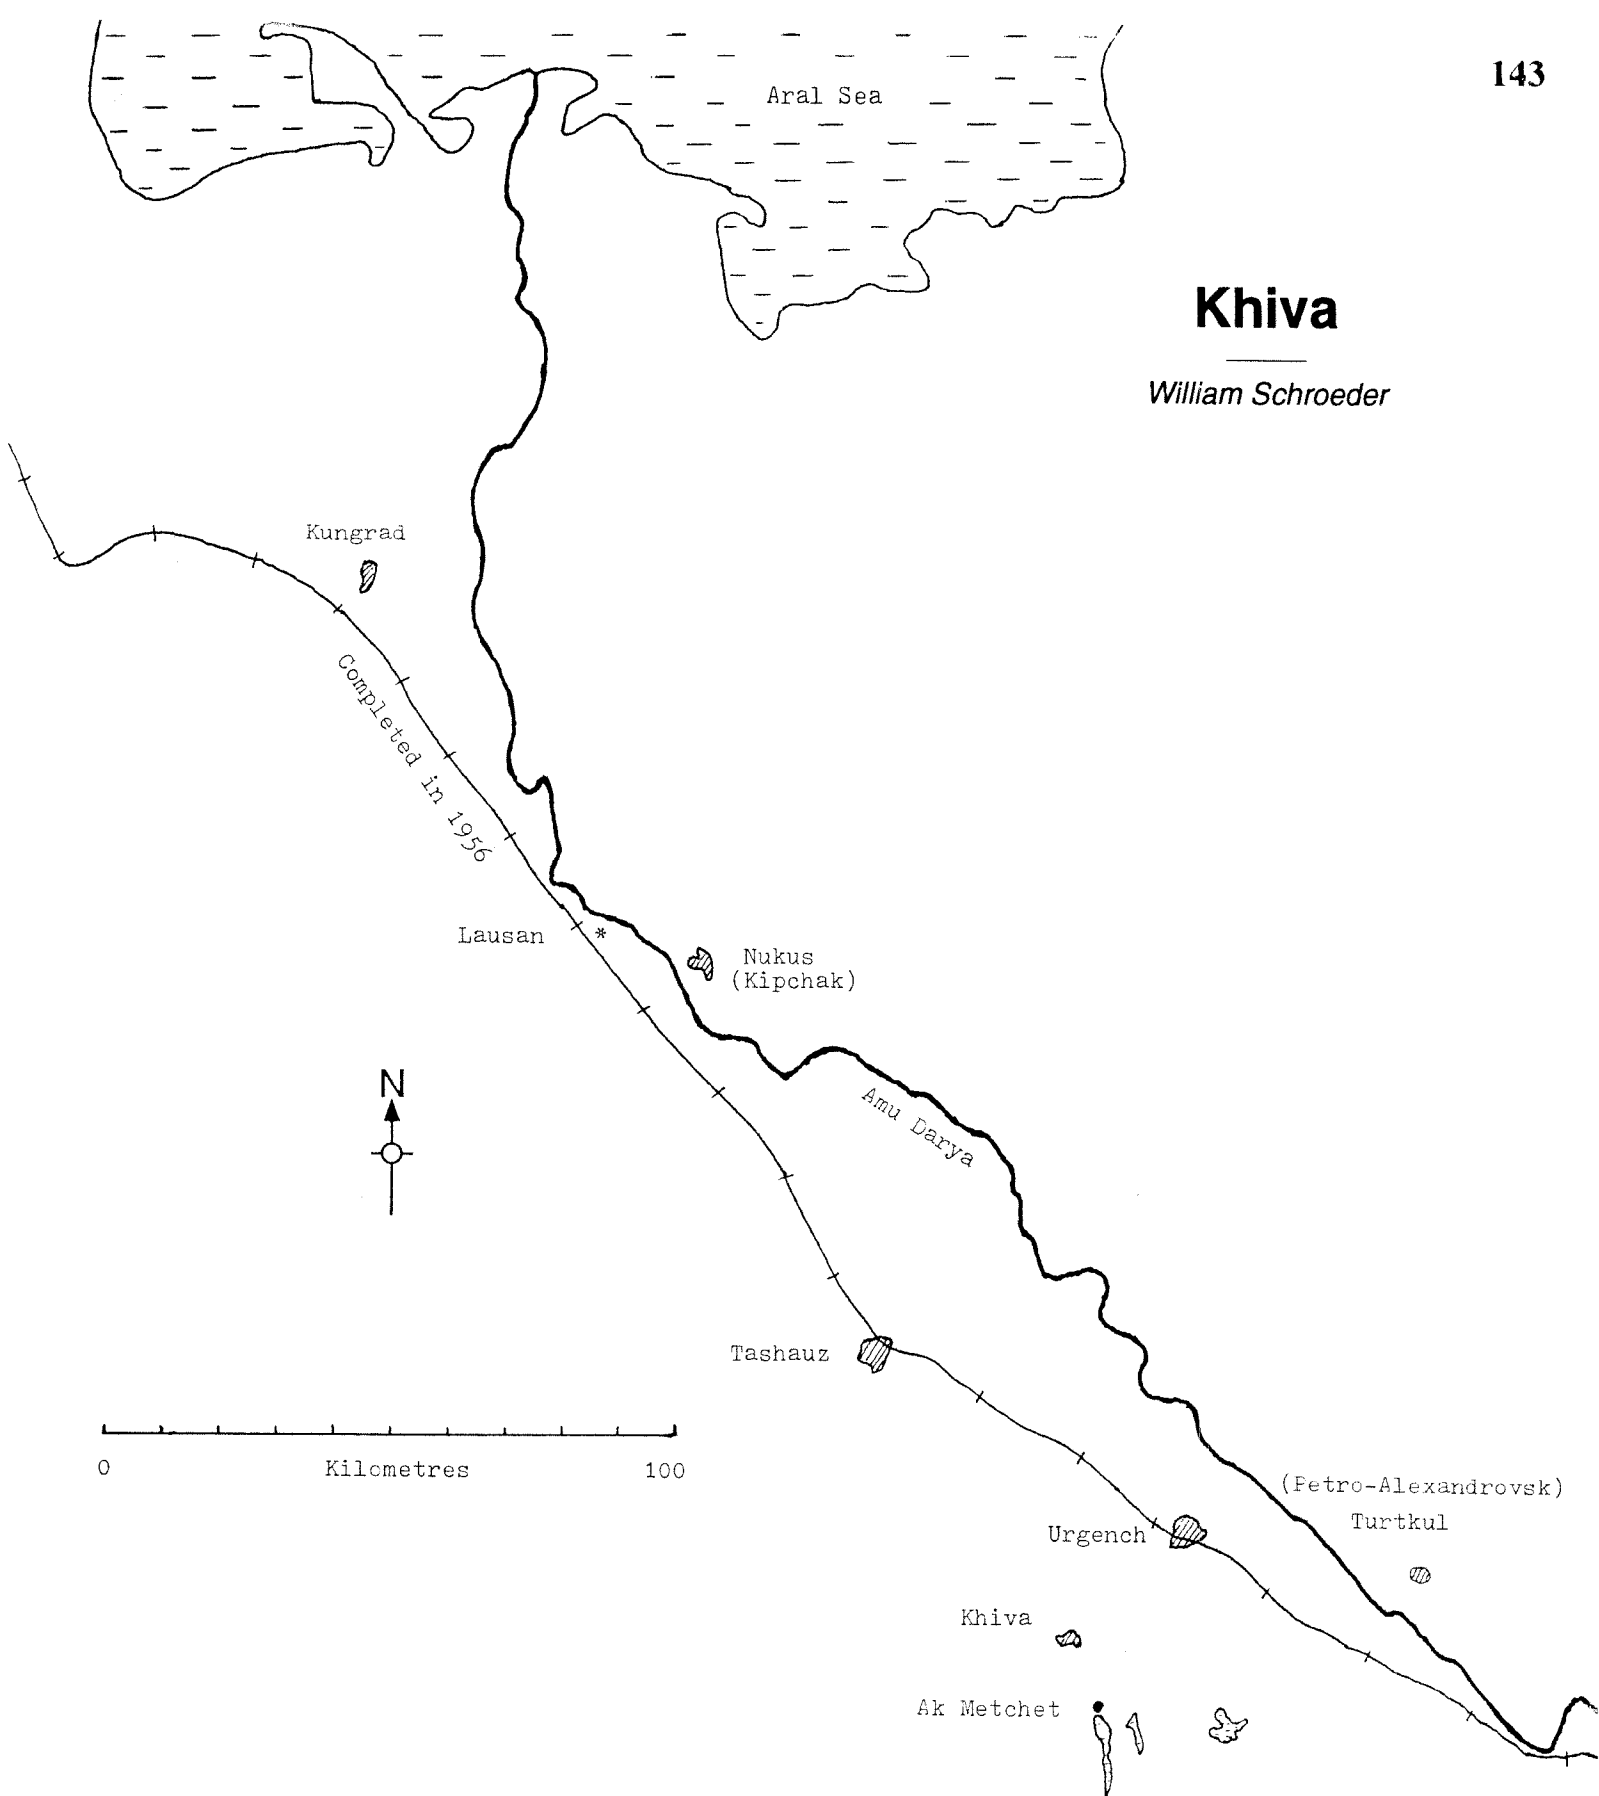 143
Aral Sea
Khiva
William Schroeder
Kungrad
Completed in 1956
Lausan
*
Nukus
(Kipchak)
N
Amu Darya
Tashauz
0 Kilometres 100
(Petro-Alexandrovsk)
Turtkul
Urgench
Khiva
Ak Metchet